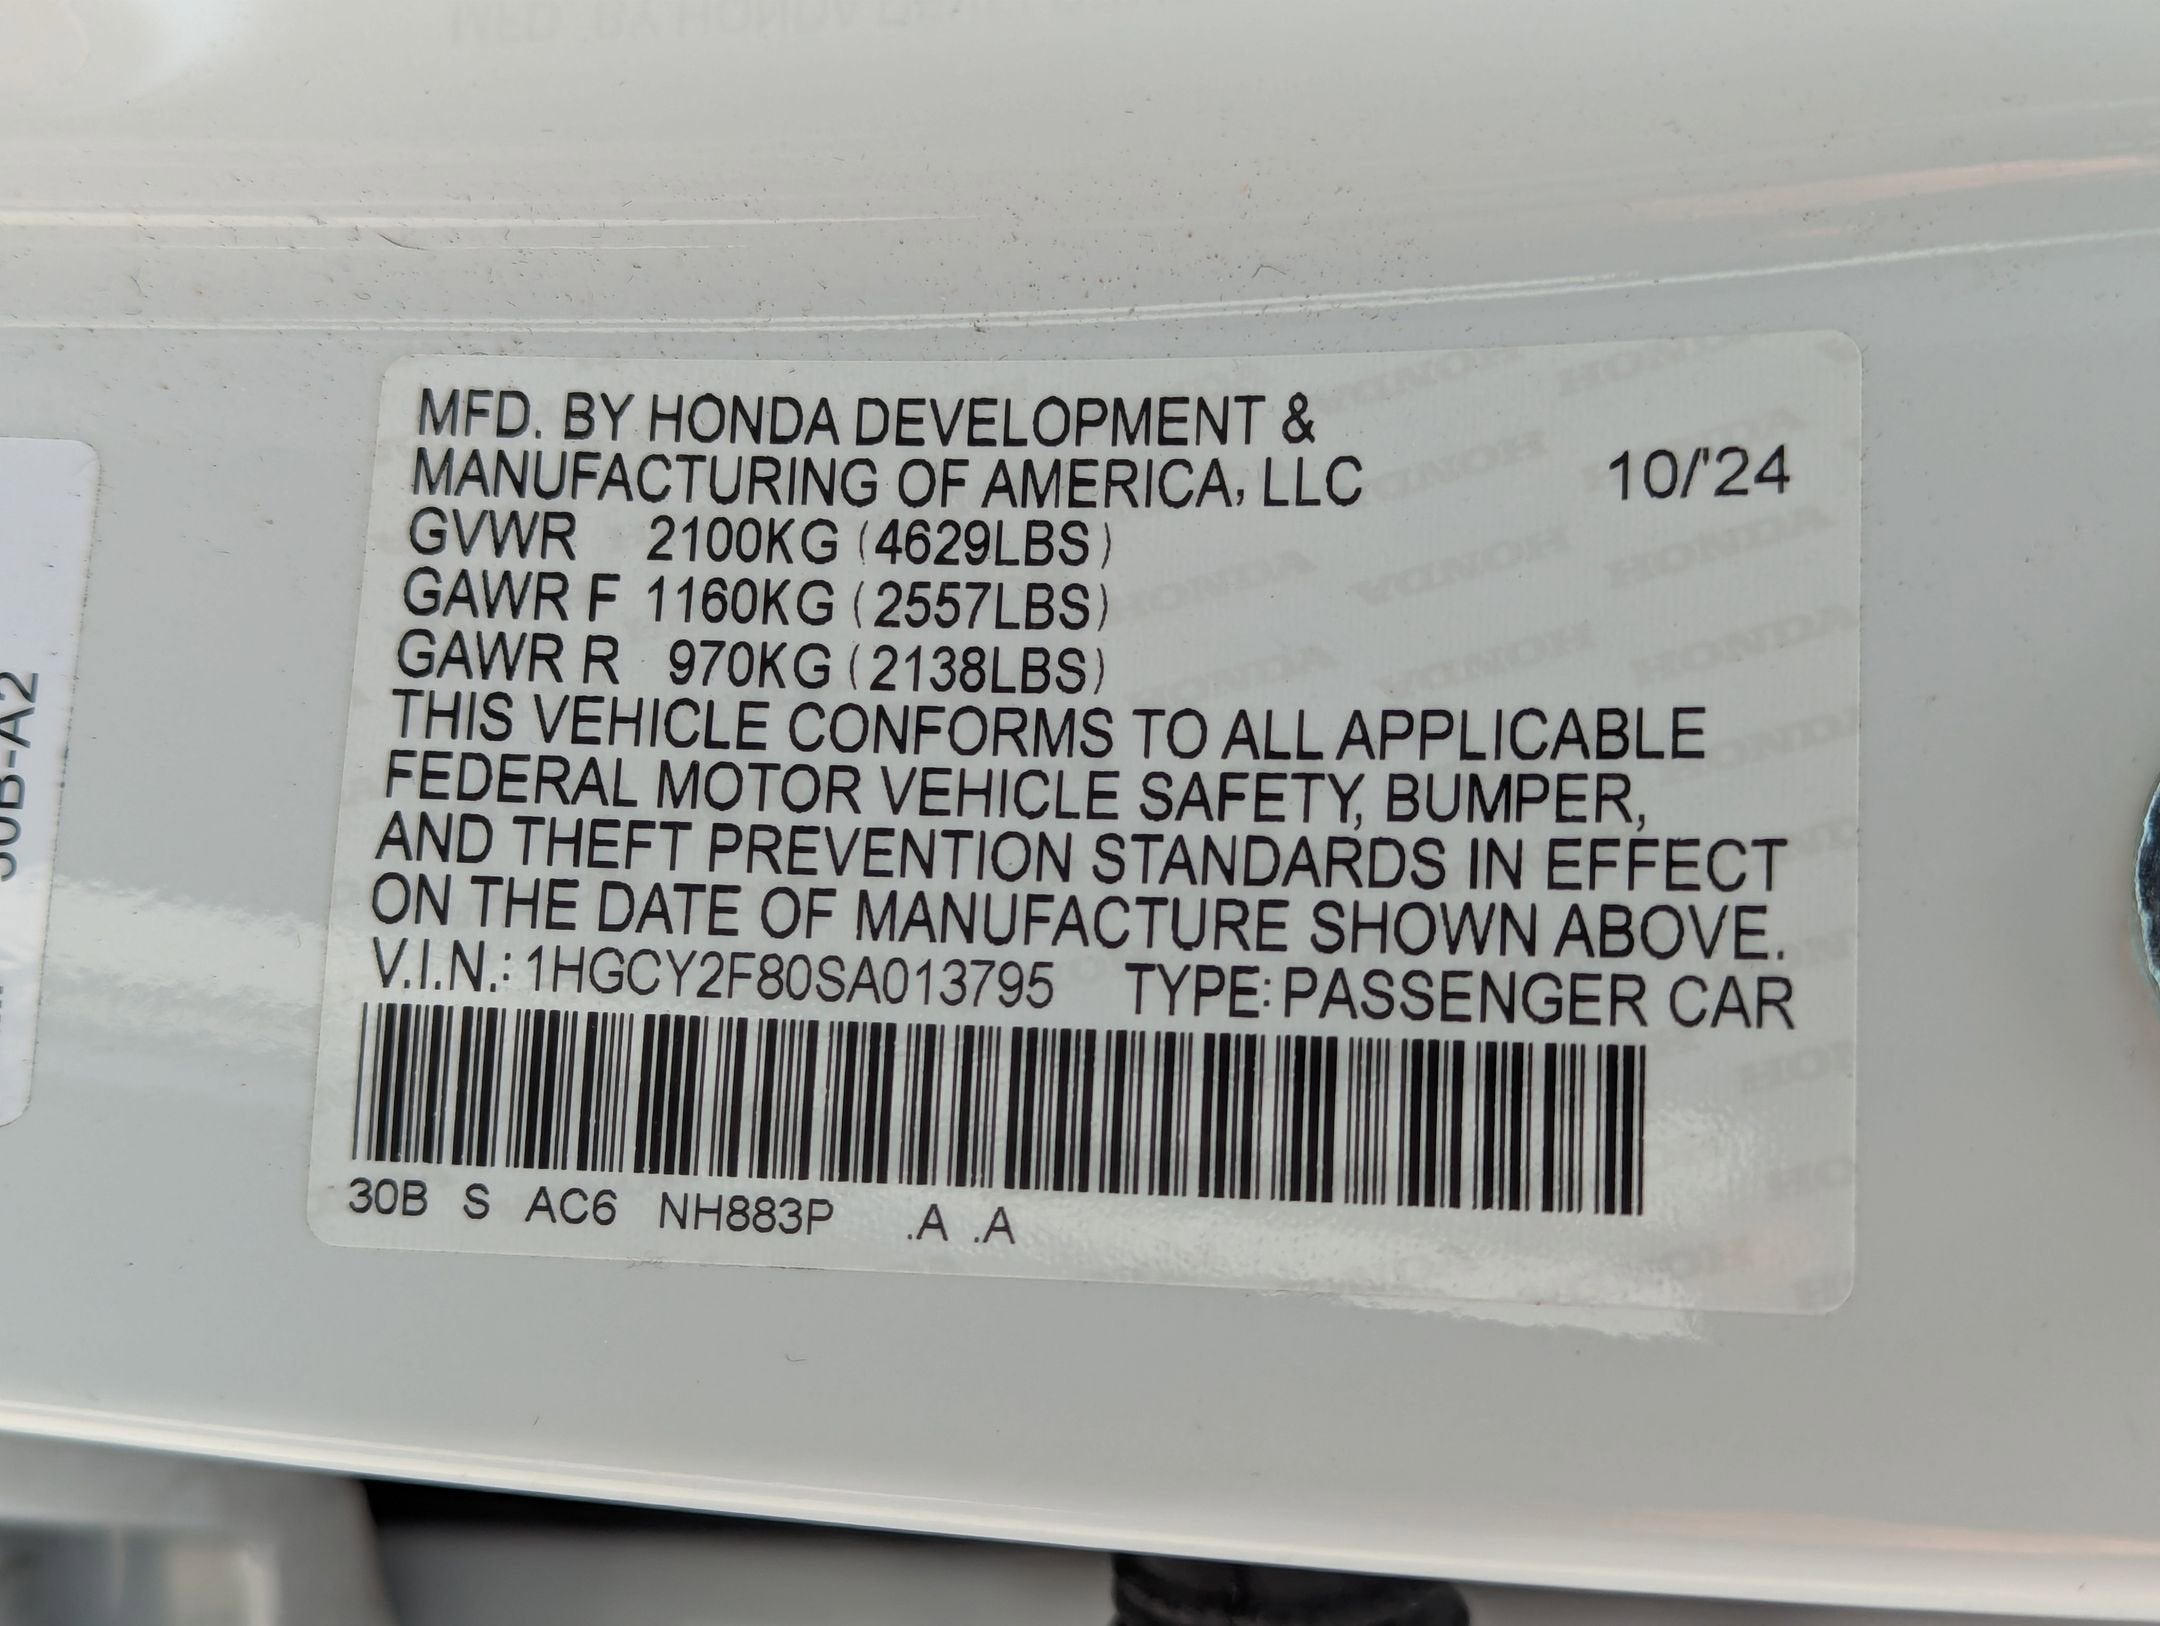 MFD. BY HONDA DEVELOPMENT &
MANUFACTURING OF AMERICA, LLC 10/'24
GVWR 2100KG (4629LBS)
GAWR F 1160KG (2557LBS)
GAWR R 970KG (2138LBS)
THIS VEHICLE CONFORMS TO ALL APPLICABLE
FEDERAL MOTOR VEHICLE SAFETY, BUMPER,
AND THEFT PREVENTION STANDARDS IN EFFECT
ON THE DATE OF MANUFACTURE SHOWN ABOVE.
V.I.N.: 1HGCY2F80SA013795 TYPE: PASSENGER CAR
30B S AC6 NH883P .A .A
30B-A2